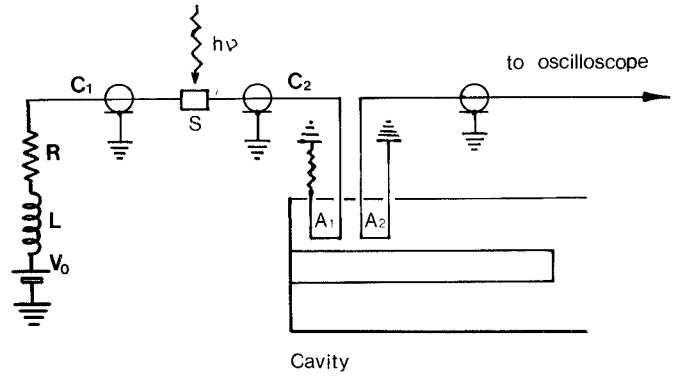 hν
C₁
C₂
to oscilloscope
S
R
L
V₀
A₁
A₂
Cavity